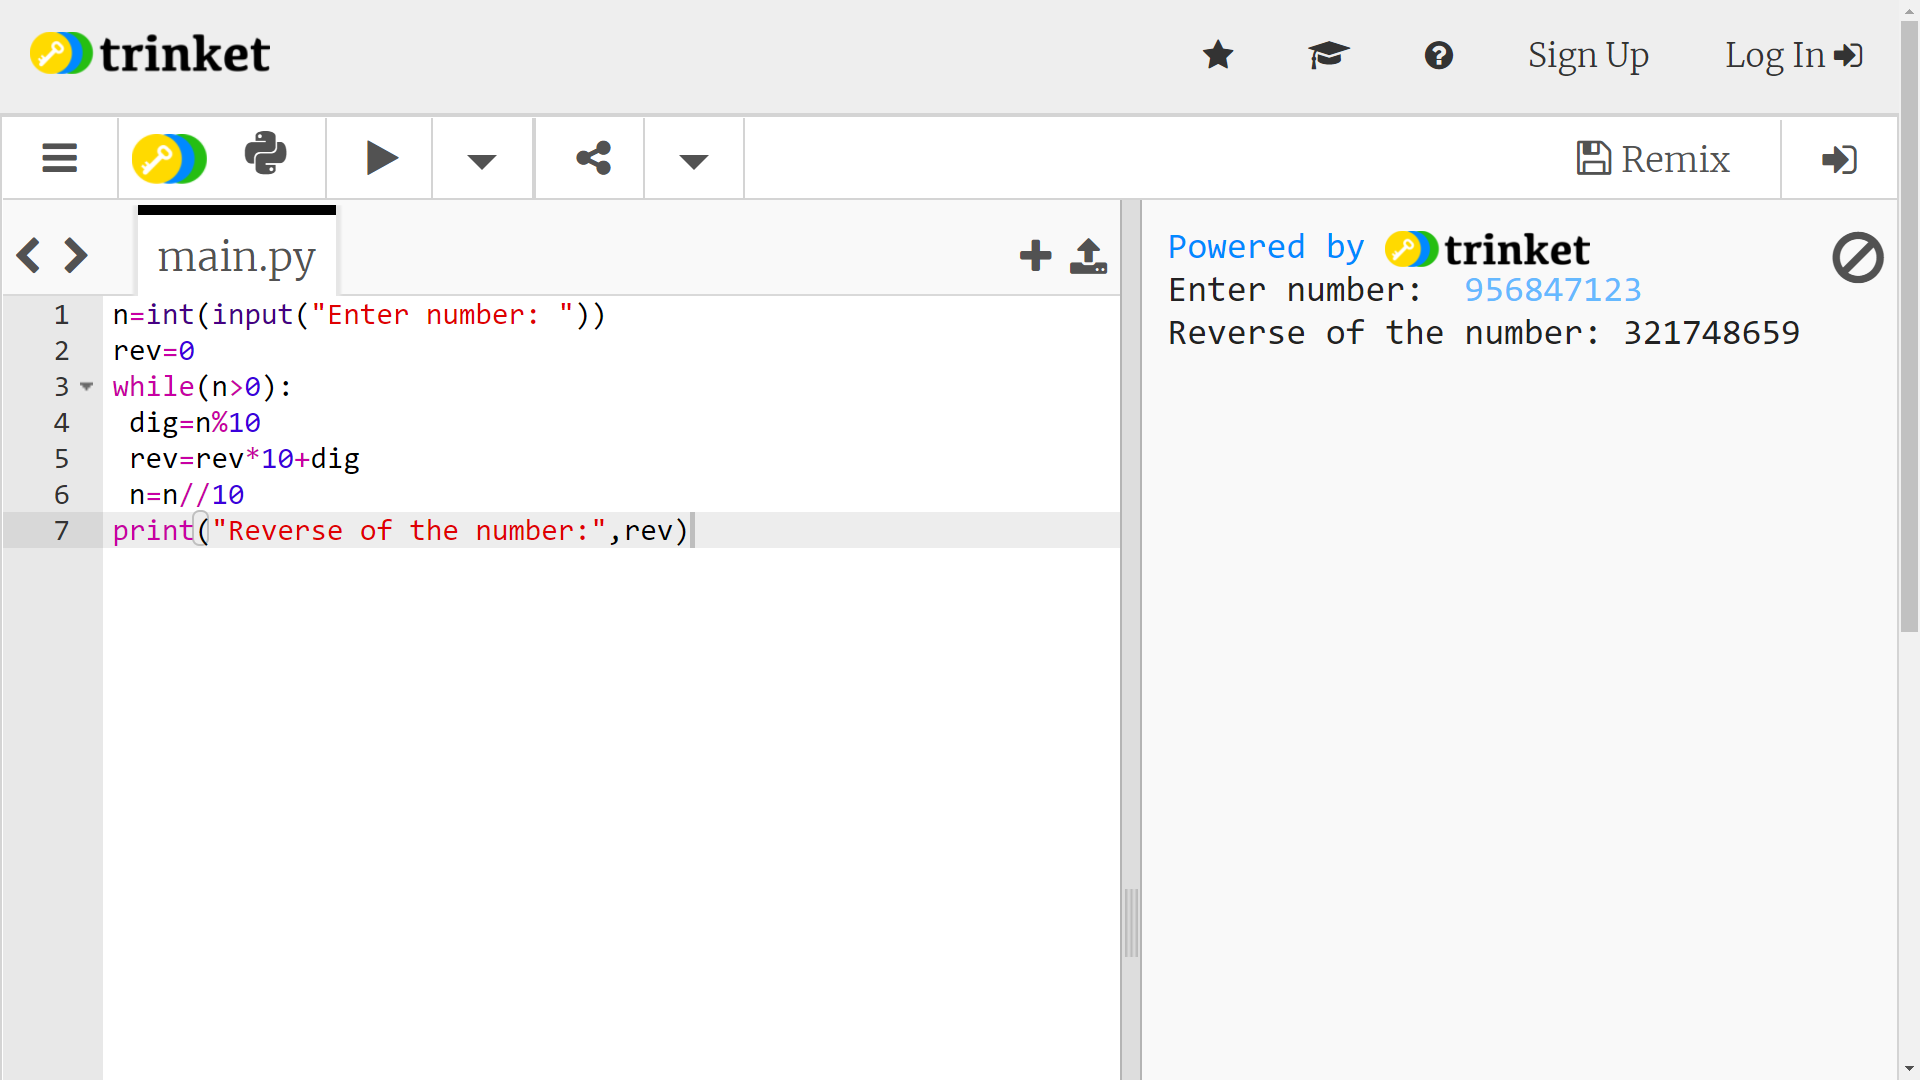 trinket
Sign Up
Log In
Remix
main.py
1 n=int(input("Enter number: "))
2 rev=0
3 while(n>0):
4  dig=n%10
5  rev=rev*10+dig
6  n=n//10
7 print("Reverse of the number:",rev)
Powered by trinket
Enter number:  956847123
Reverse of the number: 321748659